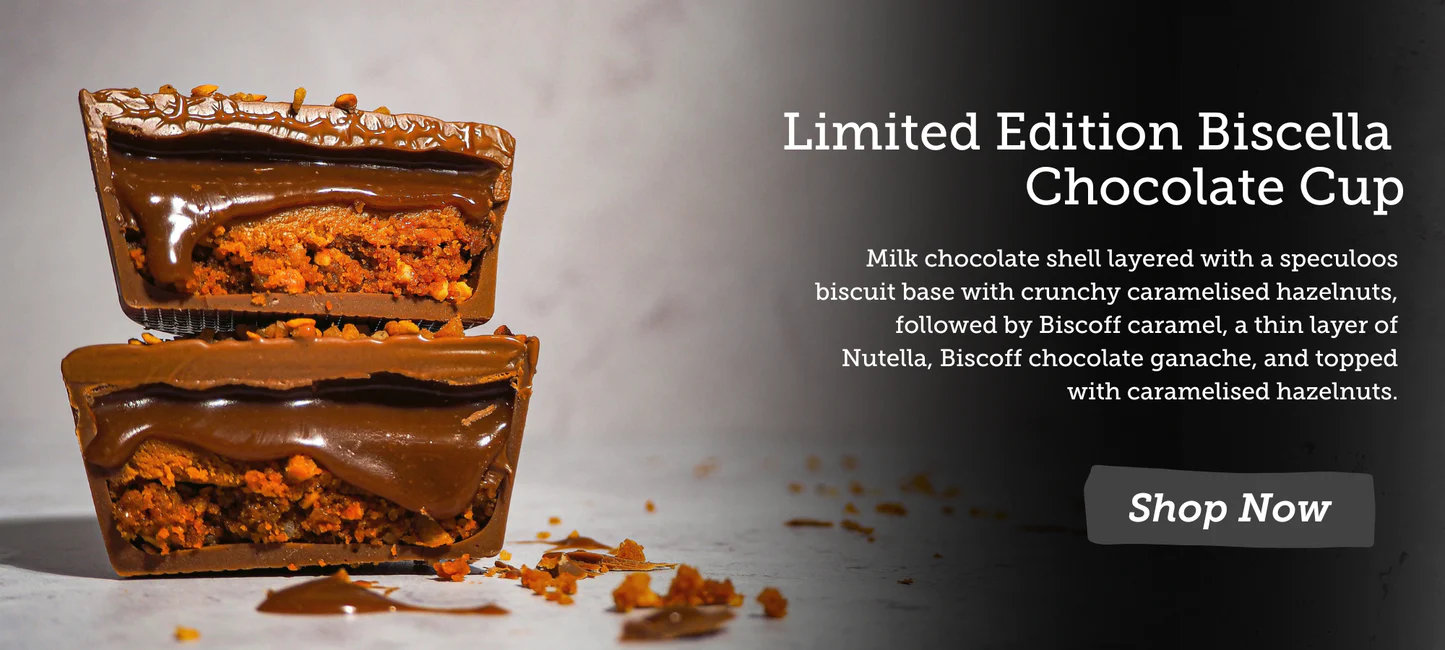 Limited Edition Biscella
Chocolate Cup
Milk chocolate shell layered with a speculoos
biscuit base with crunchy caramelised hazelnuts,
followed by Biscoff caramel, a thin layer of
Nutella, Biscoff chocolate ganache, and topped
with caramelised hazelnuts.
Shop Now